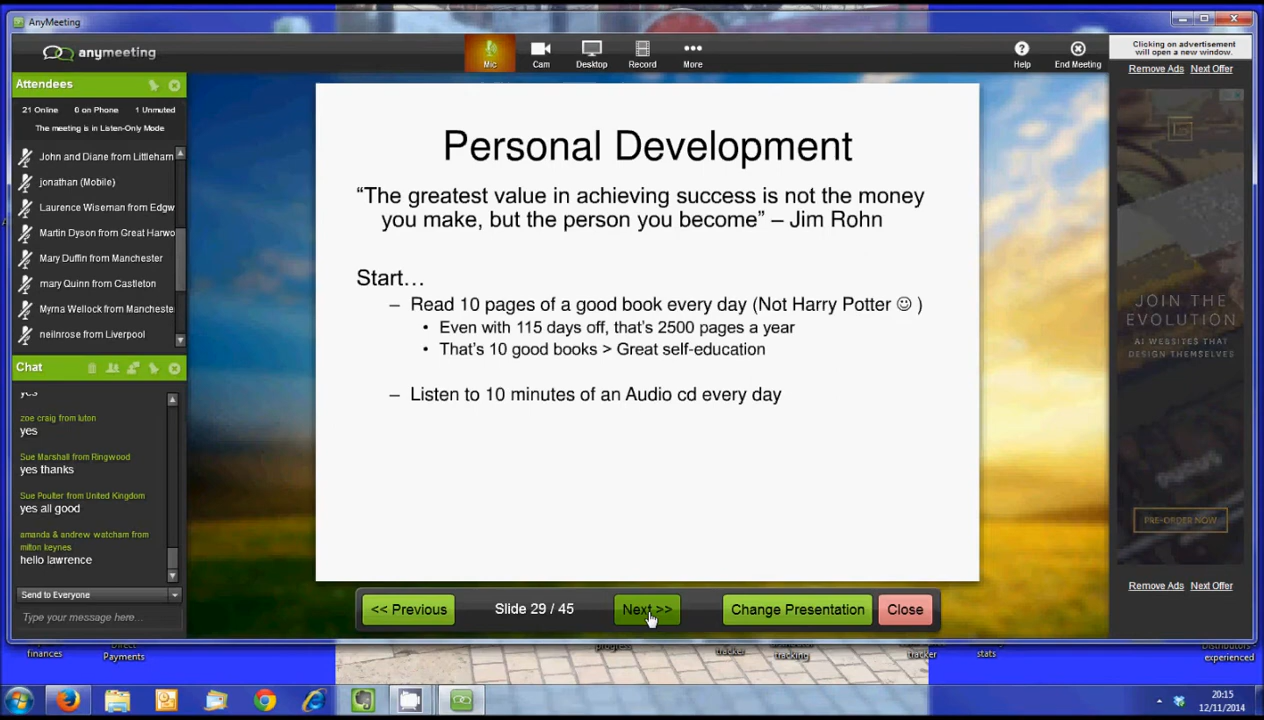 AnyMeeting
anymeeting
Mic
Cam
Desktop
Record
More
Help
End Meeting
Clicking on advertisement
will open a new window.
Remove Ads Next Offer
Attendees
21 Online 0 on Phone 1 Unmuted
The meeting is in Listen-Only Mode
John and Diane from Littleham
jonathan (Mobile)
Laurence Wiseman from Edgw
Martin Dyson from Great Harwo
Mary Duffin from Manchester
mary Quinn from Castleton
Myrna Wellock from Mancheste
neilnrose from Liverpool
Chat
yes
zoe craig from luton
yes
Sue Marshall from Ringwood
yes thanks
Sue Poulter from United Kingdom
yes all good
amanda & andrew watcham from
milton keynes
hello lawrence
Send to Everyone
Type your message here...
Personal Development
“The greatest value in achieving success is not the money
you make, but the person you become” – Jim Rohn
Start…
– Read 10 pages of a good book every day (Not Harry Potter ☺ )
• Even with 115 days off, that's 2500 pages a year
• That's 10 good books > Great self-education
– Listen to 10 minutes of an Audio cd every day
<< Previous
Slide 29 / 45
Next >>
Change Presentation
Close
JOIN THE
EVOLUTION
AI WEBSITES THAT
DESIGN THEMSELVES
PRE-ORDER NOW
Remove Ads Next Offer
finances
Direct
Payments
progress
tracker
tracking
tracker
stats
Distributors -
experienced
20:15
12/11/2014